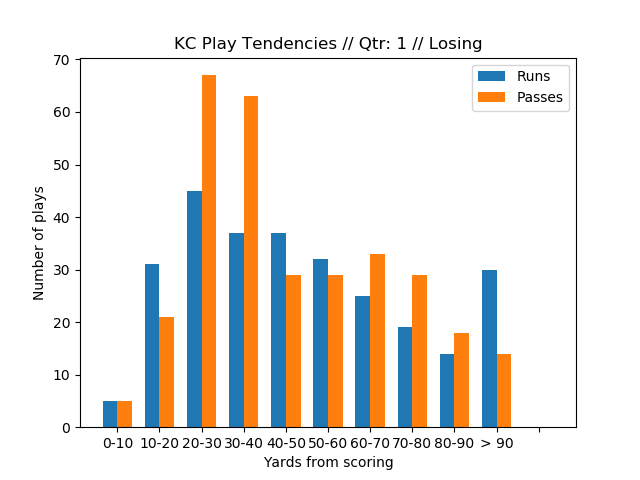 KC Play Tendencies // Qtr: 1 // Losing
Runs
Passes
Number of plays
70
60
50
40
30
20
10
0
0-10 10-20 20-30 30-40 40-50 50-60 60-70 70-80 80-90 > 90
Yards from scoring